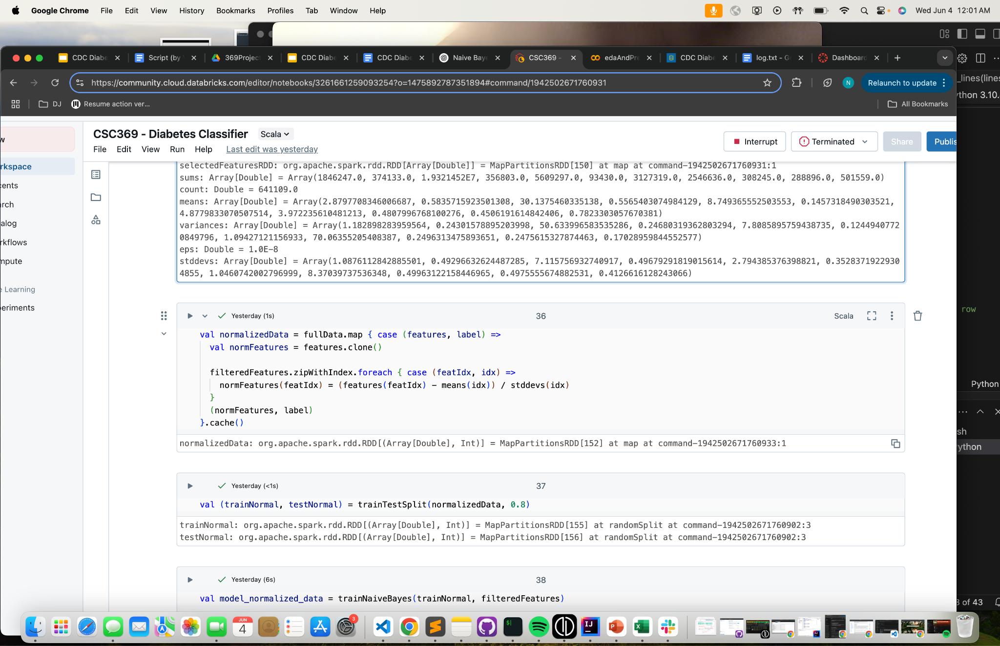 Google Chrome File Edit View History Bookmarks Profiles Tab Window Help Wed Jun 4 12:01 AM
CDC Diabe Script (by 369Projec CDC Diabe CDC Diabe Naive Baye CSC369 - edaAndPr CDC Diabe log.txt - G Dashboard
_lines(lines
https://community.cloud.databricks.com/editor/notebooks/3261661259093254?o=1475892787351894#command/1942502671760931
N Relaunch to update
ython 3.10.
DJ Resume action ver... All Bookmarks
w
CSC369 - Diabetes Classifier Scala
Interrupt Terminated Share Publis
File Edit View Run Help Last edit was yesterday
rkspace
ents
rch
alog
rkflows
mpute
e Learning
periments
selectedFeaturesRDD: org.apache.spark.rdd.RDD[Array[Double]] = MapPartitionsRDD[150] at map at command-1942502671760931:1
sums: Array[Double] = Array(1846247.0, 374133.0, 1.9321452E7, 356803.0, 5609297.0, 93430.0, 3127319.0, 2546636.0, 308245.0, 288896.0, 501559.0)
count: Double = 641109.0
means: Array[Double] = Array(2.8797708346006687, 0.5835715923501308, 30.1375460335138, 0.5565403074984129, 8.749365552503553, 0.1457318490303521,
4.8779833070507514, 3.972235610481213, 0.4807996768100276, 0.4506191614842406, 0.7823303057670381)
variances: Array[Double] = Array(1.182898283959564, 0.24301578895203998, 50.633996583535286, 0.24680319362803294, 7.8085895759438735, 0.1244940772
0849796, 1.09427121156933, 70.06355205408387, 0.2496313475893651, 0.2475615327874463, 0.17028959844552577)
eps: Double = 1.0E-8
stddevs: Array[Double] = Array(1.0876112842885501, 0.49296632624487285, 7.115756932740917, 0.49679291819015614, 2.794385376398821, 0.3528371922930
4855, 1.0460742002796999, 8.37039737536348, 0.49963122158446965, 0.4975555674882531, 0.4126616128243066)
Yesterday (1s) 36 Scala
val normalizedData = fullData.map { case (features, label) =>
val normFeatures = features.clone()
filteredFeatures.zipWithIndex.foreach { case (featIdx, idx) =>
normFeatures(featIdx) = (features(featIdx) - means(idx)) / stddevs(idx)
}
(normFeatures, label)
}.cache()
normalizedData: org.apache.spark.rdd.RDD[(Array[Double], Int)] = MapPartitionsRDD[152] at map at command-1942502671760933:1
Yesterday (<1s) 37
val (trainNormal, testNormal) = trainTestSplit(normalizedData, 0.8)
trainNormal: org.apache.spark.rdd.RDD[(Array[Double], Int)] = MapPartitionsRDD[155] at randomSplit at command-1942502671760902:3
testNormal: org.apache.spark.rdd.RDD[(Array[Double], Int)] = MapPartitionsRDD[156] at randomSplit at command-1942502671760902:3
Yesterday (6s) 38
val model_normalized_data = trainNaiveBayes(trainNormal, filteredFeatures)
row
Python
sh
ython
3 of 43
JUN
4
3